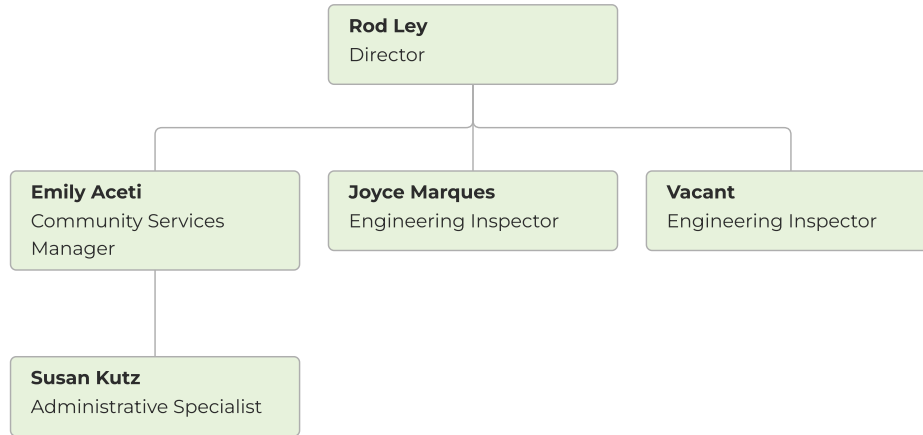 Rod Ley
Director
Emily Aceti
Community Services
Manager
Joyce Marques
Engineering Inspector
Vacant
Engineering Inspector
Susan Kutz
Administrative Specialist